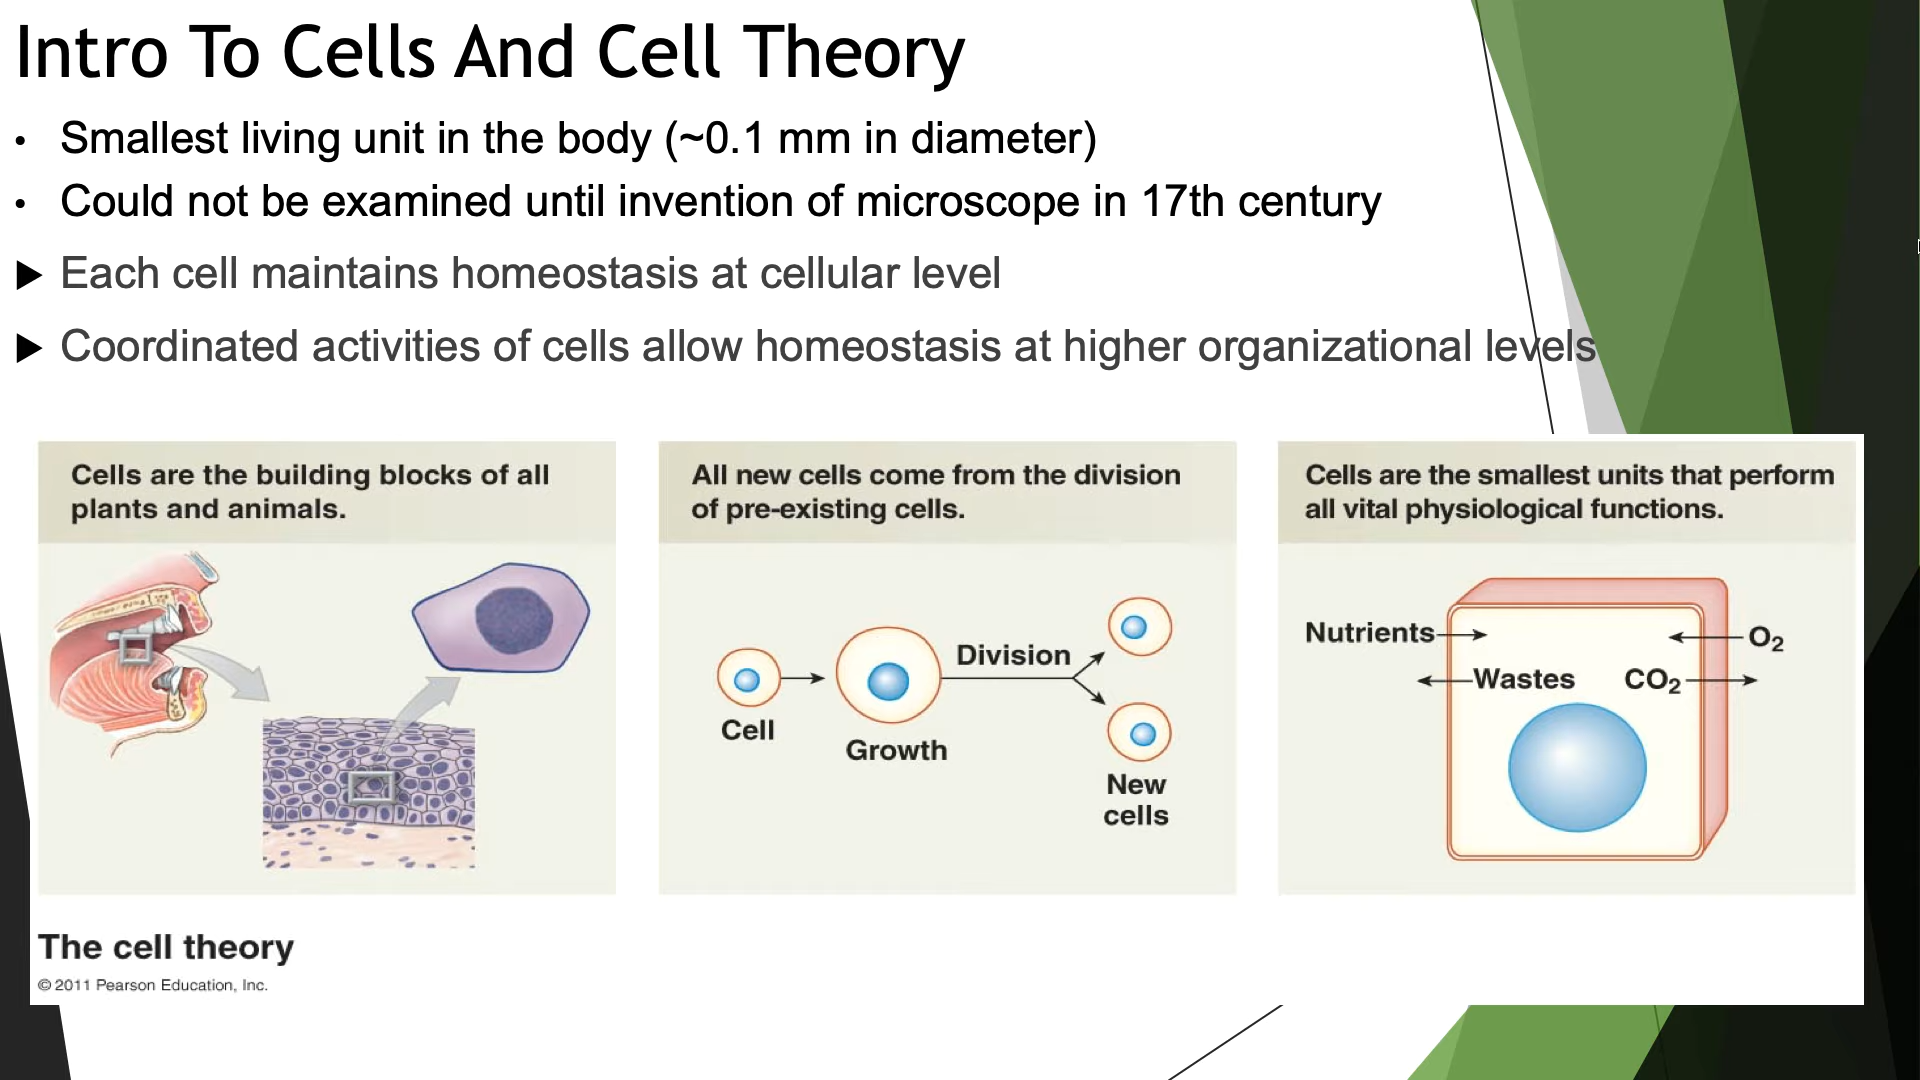 Intro To Cells And Cell Theory
• Smallest living unit in the body (~0.1 mm in diameter)
• Could not be examined until invention of microscope in 17th century
▶ Each cell maintains homeostasis at cellular level
▶ Coordinated activities of cells allow homeostasis at higher organizational levels
Cells are the building blocks of all
plants and animals.
All new cells come from the division
of pre-existing cells.
Cell
Growth
Division
New
cells
Cells are the smallest units that perform
all vital physiological functions.
Nutrients
O₂
Wastes
CO₂
The cell theory
© 2011 Pearson Education, Inc.